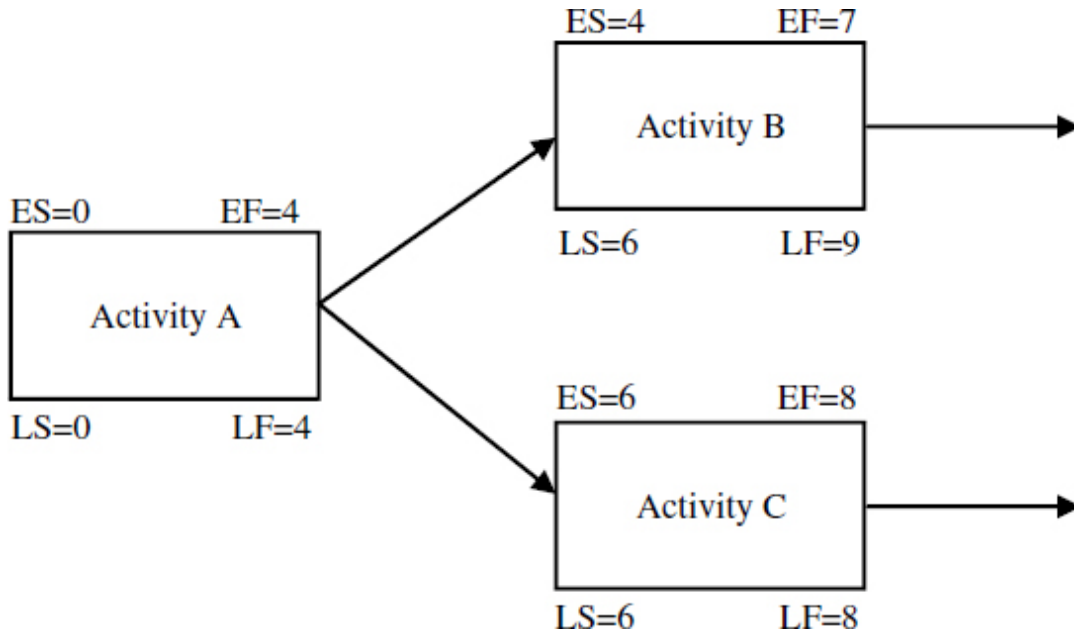 ES=4 EF=7
Activity B
LS=6 LF=9
ES=0 EF=4
Activity A
LS=0 LF=4
ES=6 EF=8
Activity C
LS=6 LF=8